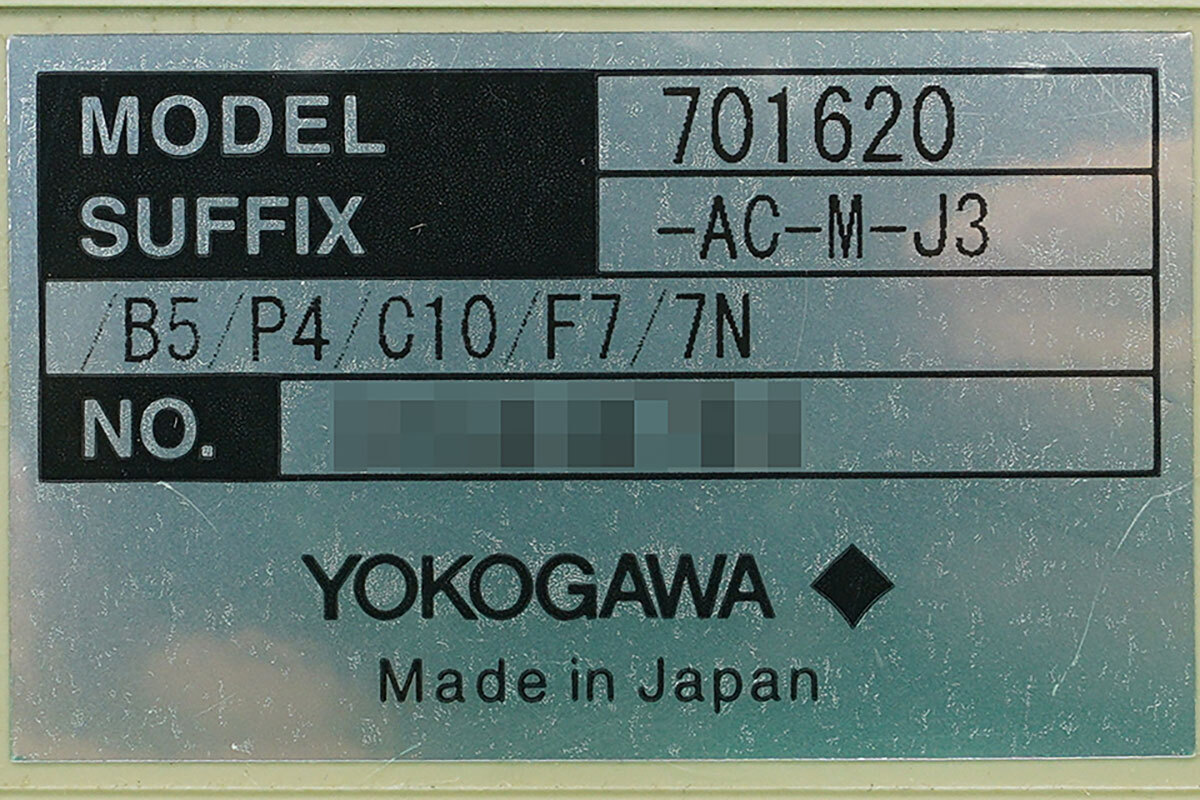 MODEL 701620
SUFFIX -AC-M-J3
/B5/P4/C10/F7/7N
NO.
YOKOGAWA
Made in Japan